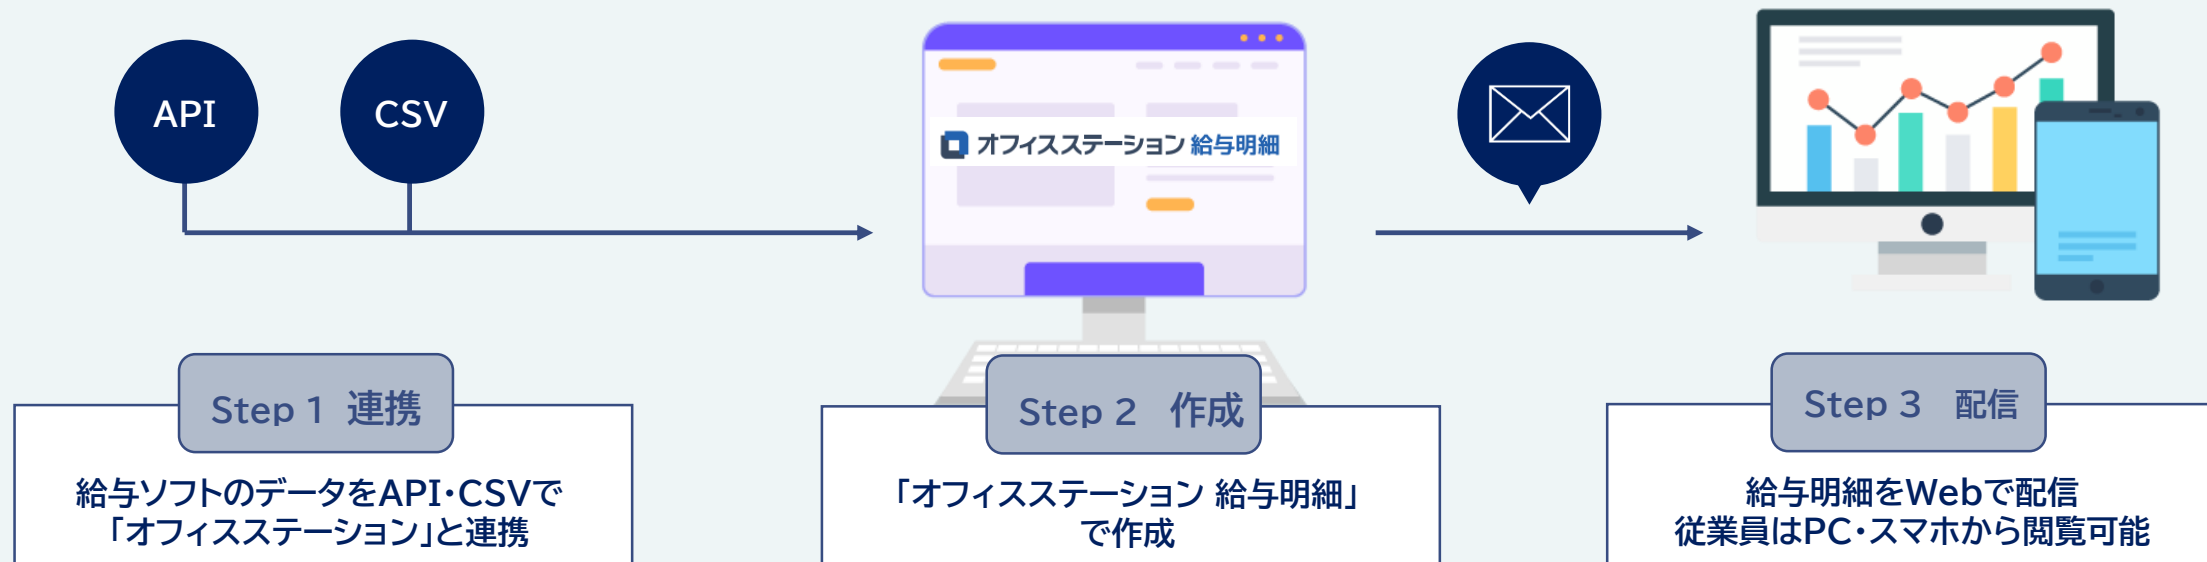 API
CSV
オフィスステーション 給与明細
Step 1 連携
給与ソフトのデータをAPI・CSVで
「オフィスステーション」と連携
Step 2 作成
「オフィスステーション 給与明細」
で作成
Step 3 配信
給与明細をWebで配信
従業員はPC・スマホから閲覧可能